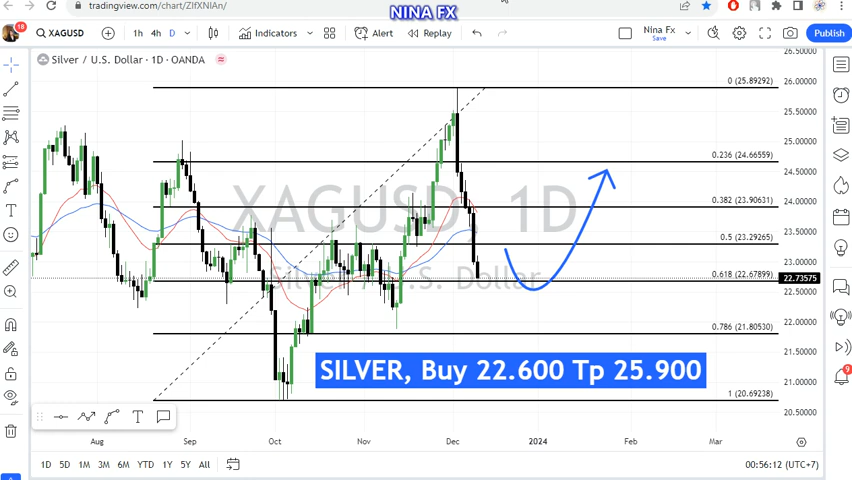 NINA FX
tradingview.com/chart/ZlfXNIAn/
18
XAGUSD
1h 4h D
Indicators
Alert
Replay
Nina Fx
Save
Publish
Silver / U.S. Dollar · 1D · OANDA
XAGUSD, 1D
Silver / U.S. Dollar
0 (25.89292)
0.236 (24.66559)
0.382 (23.90631)
0.5 (23.29265)
0.618 (22.67899)
0.786 (21.80530)
1 (20.69238)
SILVER, Buy 22.600 Tp 25.900
26.50000
26.00000
25.50000
25.00000
24.50000
24.00000
23.50000
23.00000
22.73575
22.50000
22.00000
21.50000
21.00000
20.50000
9
Aug Sep Oct Nov Dec 2024 Feb Mar
1D 5D 1M 3M 6M YTD 1Y 5Y All
00:56:12 (UTC+7)